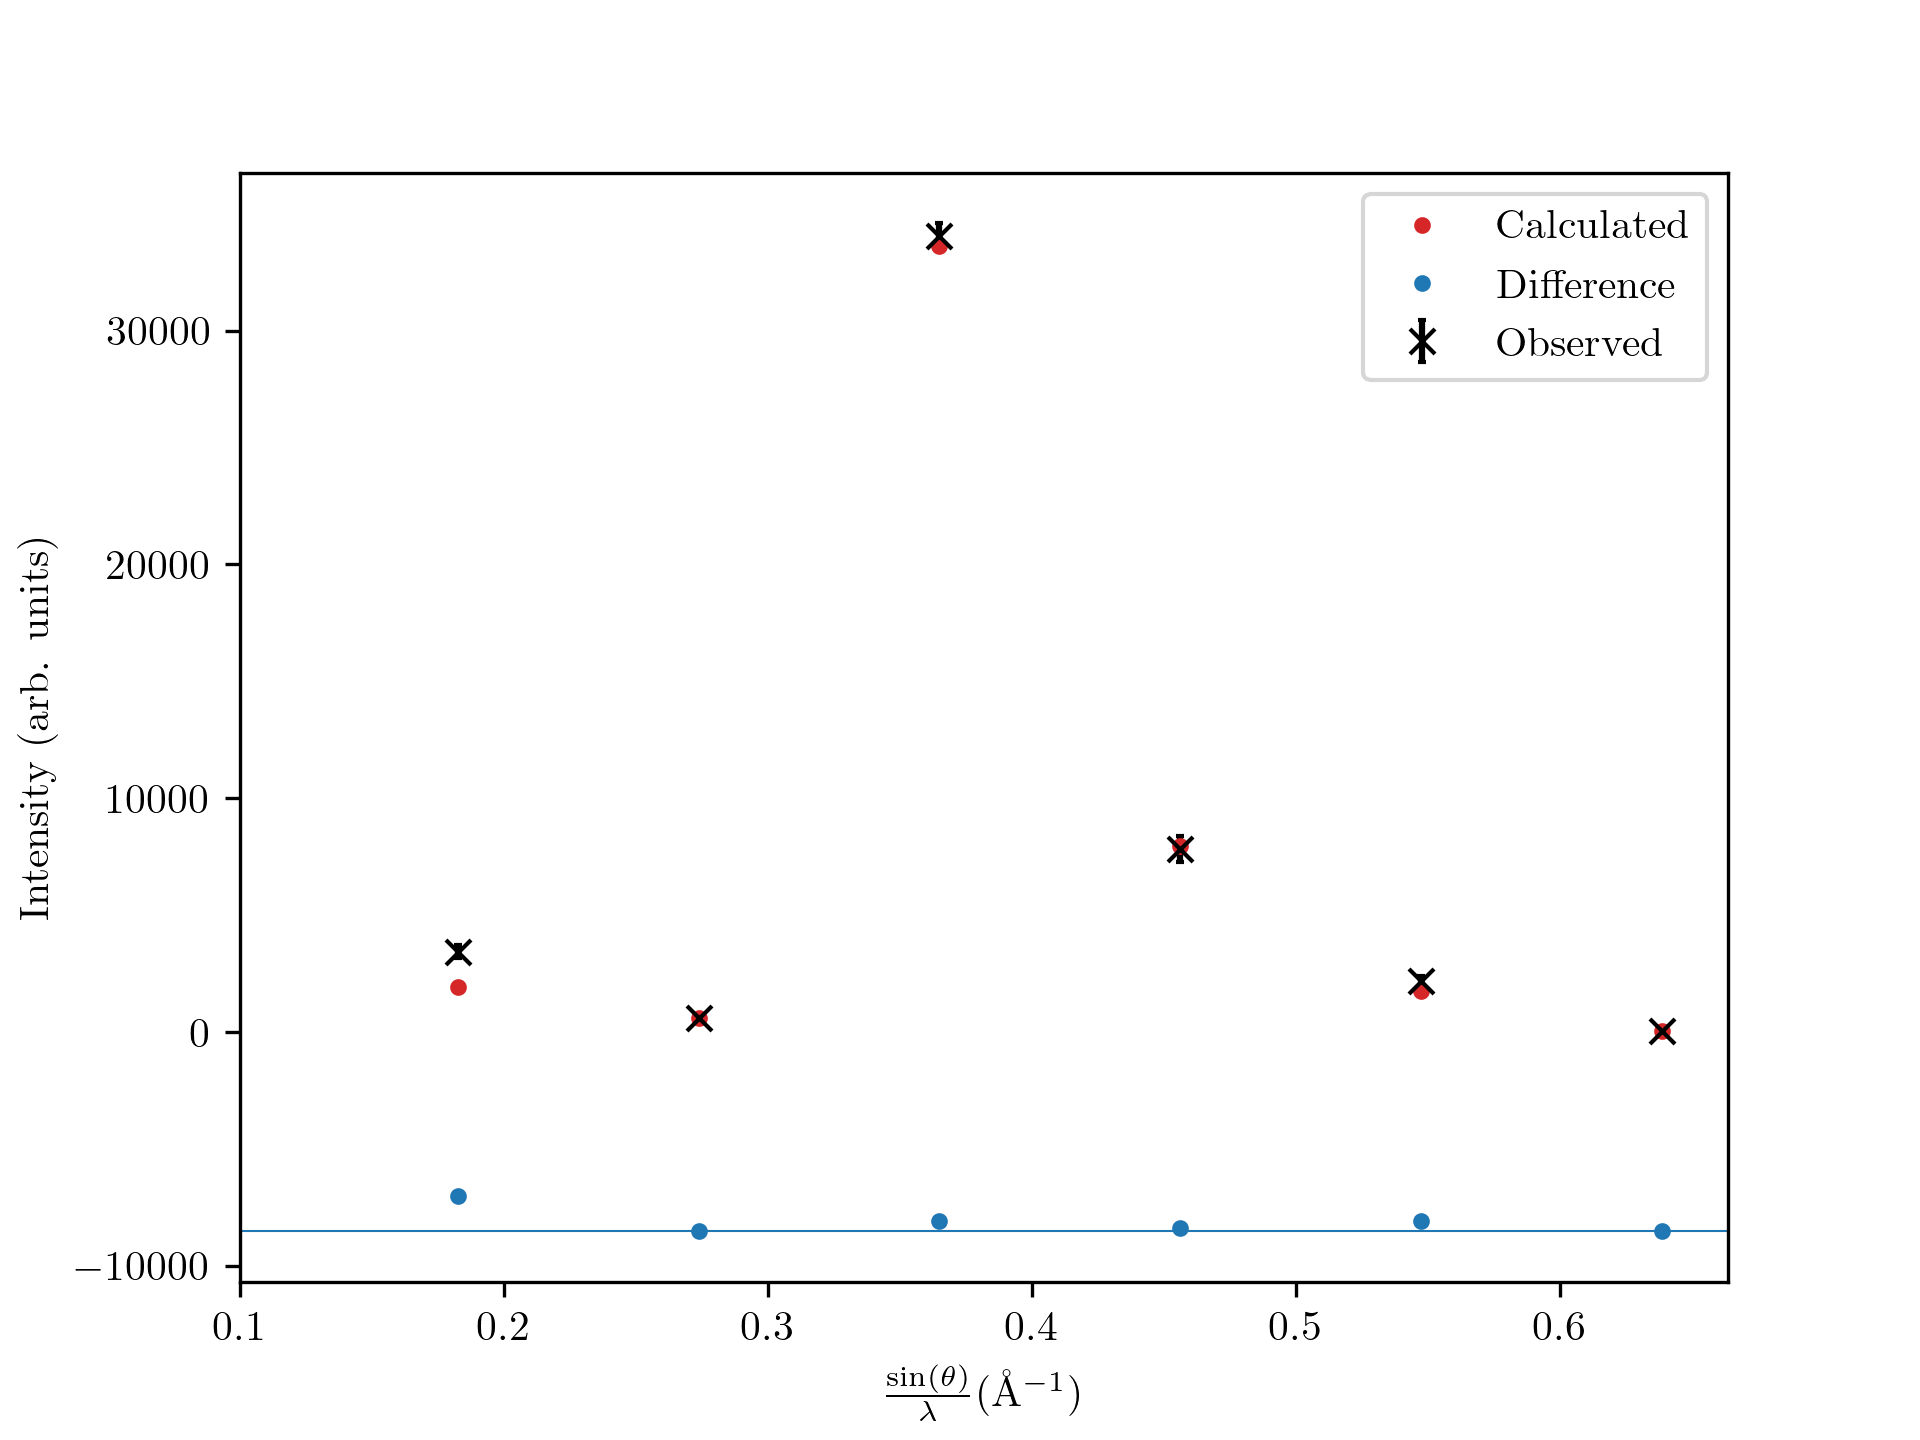 Calculated
Difference
Observed
30000
20000
10000
0
−10000
Intensity (arb. units)
0.1 0.2 0.3 0.4 0.5 0.6
sin(θ)/λ (Å⁻¹)